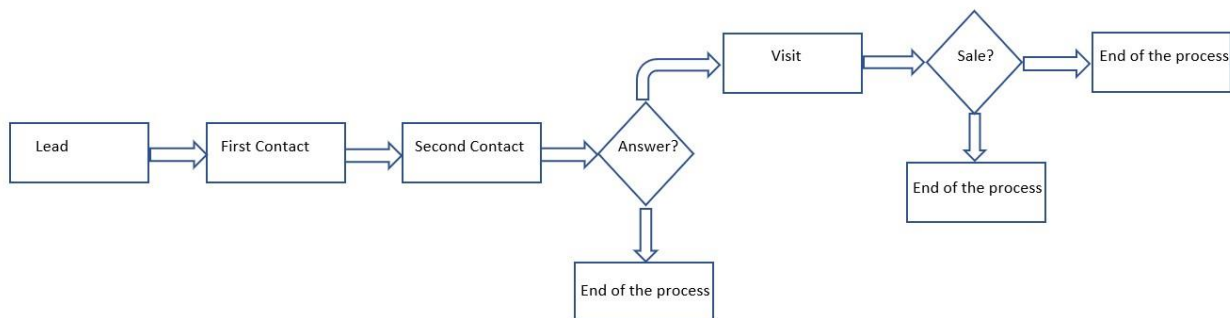 Lead
First Contact
Second Contact
Answer?
End of the process
Visit
Sale?
End of the process
End of the process